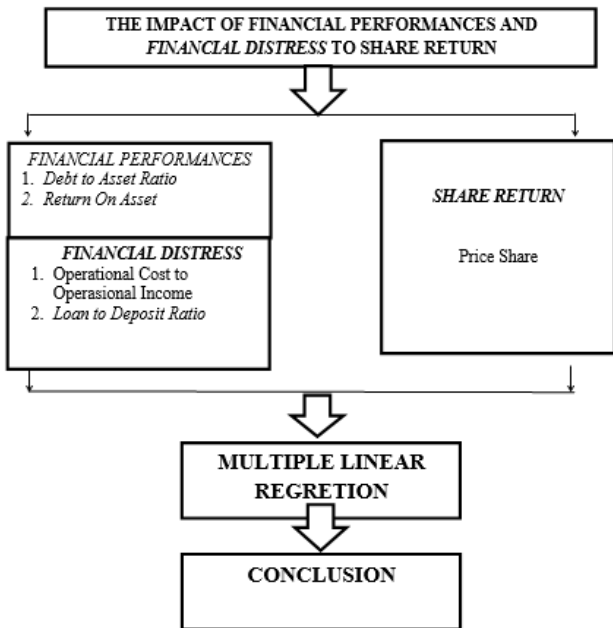 THE IMPACT OF FINANCIAL PERFORMANCES AND
FINANCIAL DISTRESS TO SHARE RETURN
FINANCIAL PERFORMANCES
1. Debt to Asset Ratio
2. Return On Asset
FINANCIAL DISTRESS
1. Operational Cost to
Operasional Income
2. Loan to Deposit Ratio
SHARE RETURN
Price Share
MULTIPLE LINEAR
REGRETION
CONCLUSION